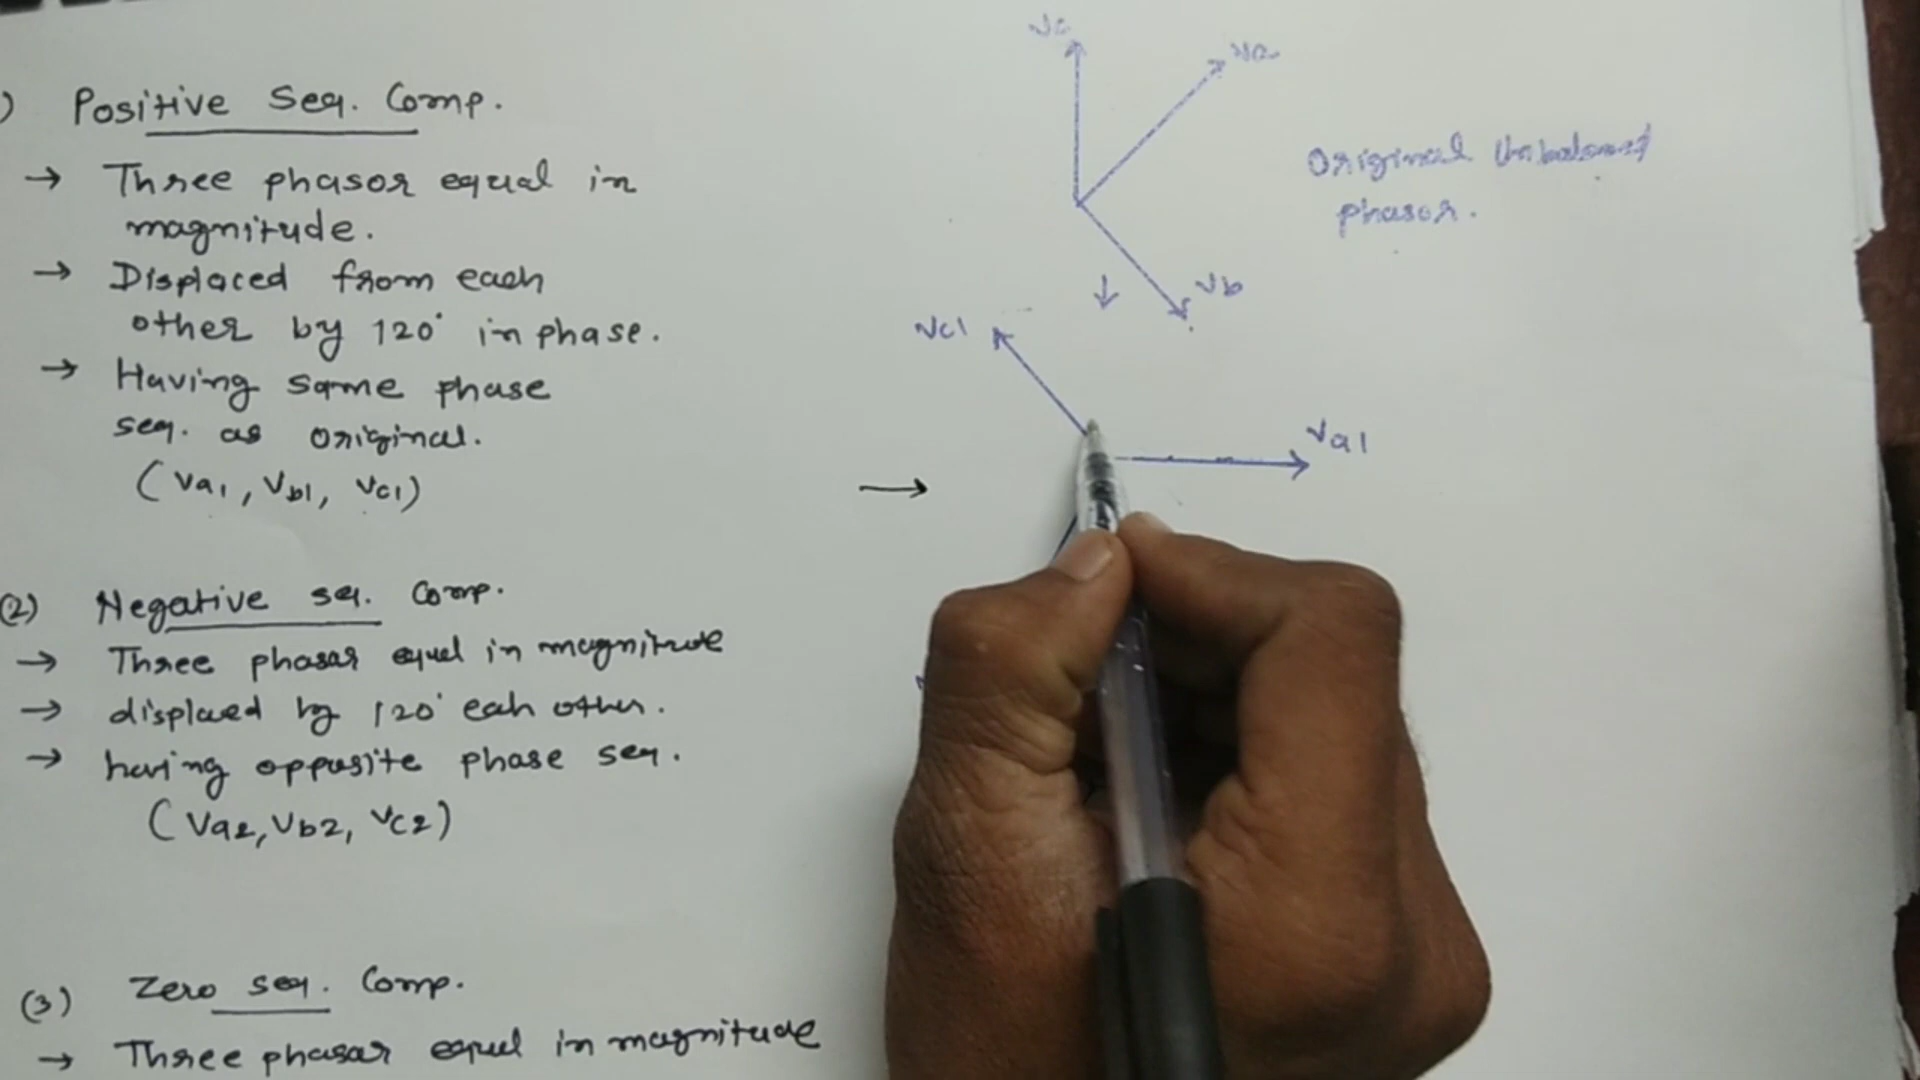 ) Positive Seq. Comp.
→ Three phasor equal in
magnitude.
→ Displaced from each
other by 120° in phase.
→ Having same phase
seq. as original.
(Va1, Vb1, Vc1)
(2) Negative seq. Comp.
→ Three phasor equal in magnitude
→ displaced by 120° each other.
→ having opposite phase seq.
(Va2, Vb2, Vc2)
(3) Zero seq. Comp.
→ Three phasor equal in magnitude
Vc
Va
Original Unbalanced
phasor.
↓ Vb
Vc1
Va1
→